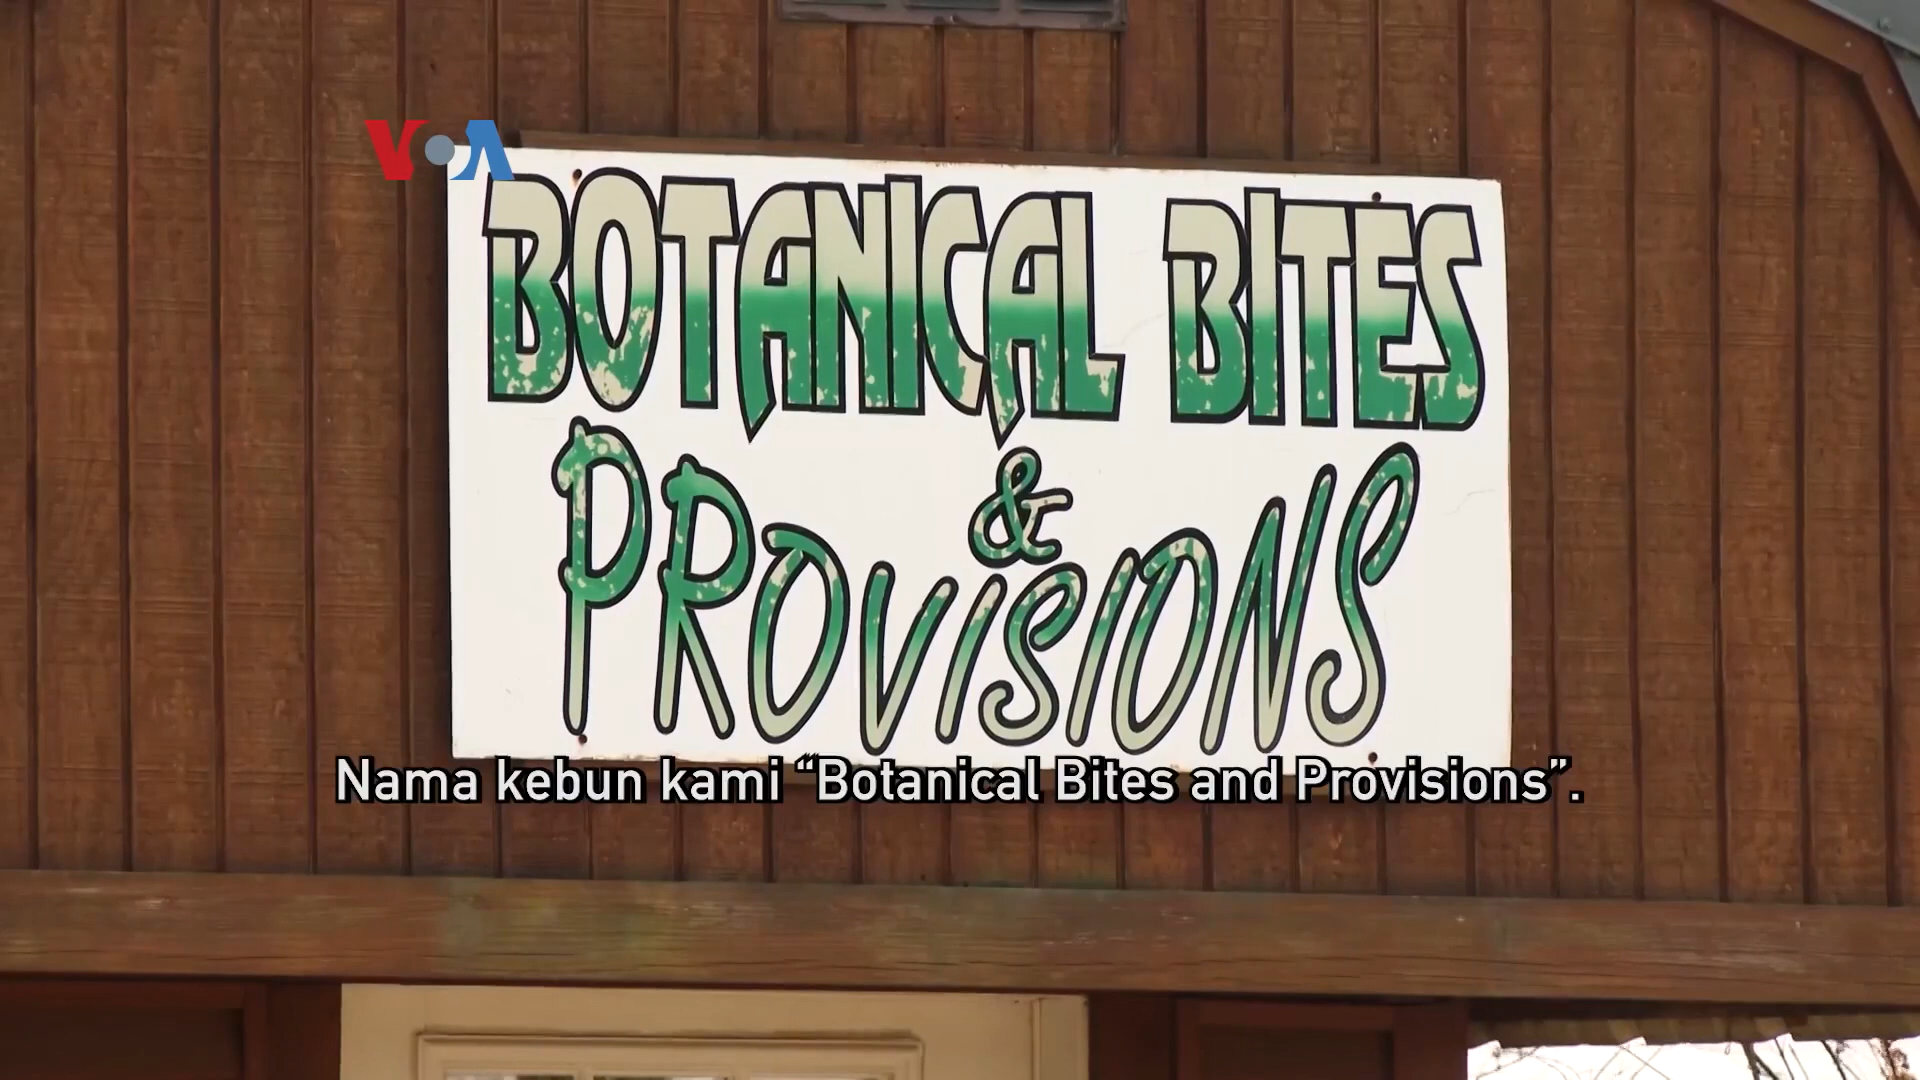 VOA
BOTANICAL BITES
&
PROViSiONS
Nama kebun kami “Botanical Bites and Provisions”.